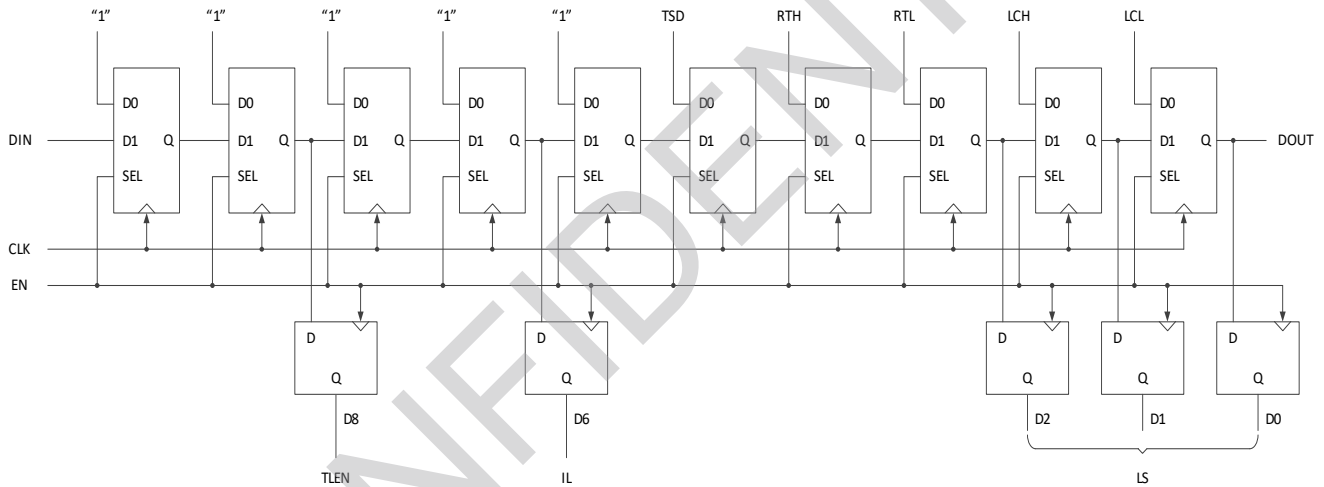 "1" "1" "1" "1" "1" TSD RTH RTL LCH LCL
D0 D0 D0 D0 D0 D0 D0 D0 D0 D0
DIN D1 Q D1 Q D1 Q D1 Q D1 Q D1 Q D1 Q D1 Q D1 Q D1 Q DOUT
SEL SEL SEL SEL SEL SEL SEL SEL SEL SEL
CLK
EN
D D D D D
Q Q Q Q Q
D8 D6 D2 D1 D0
TLEN IL LS
NFIDENT